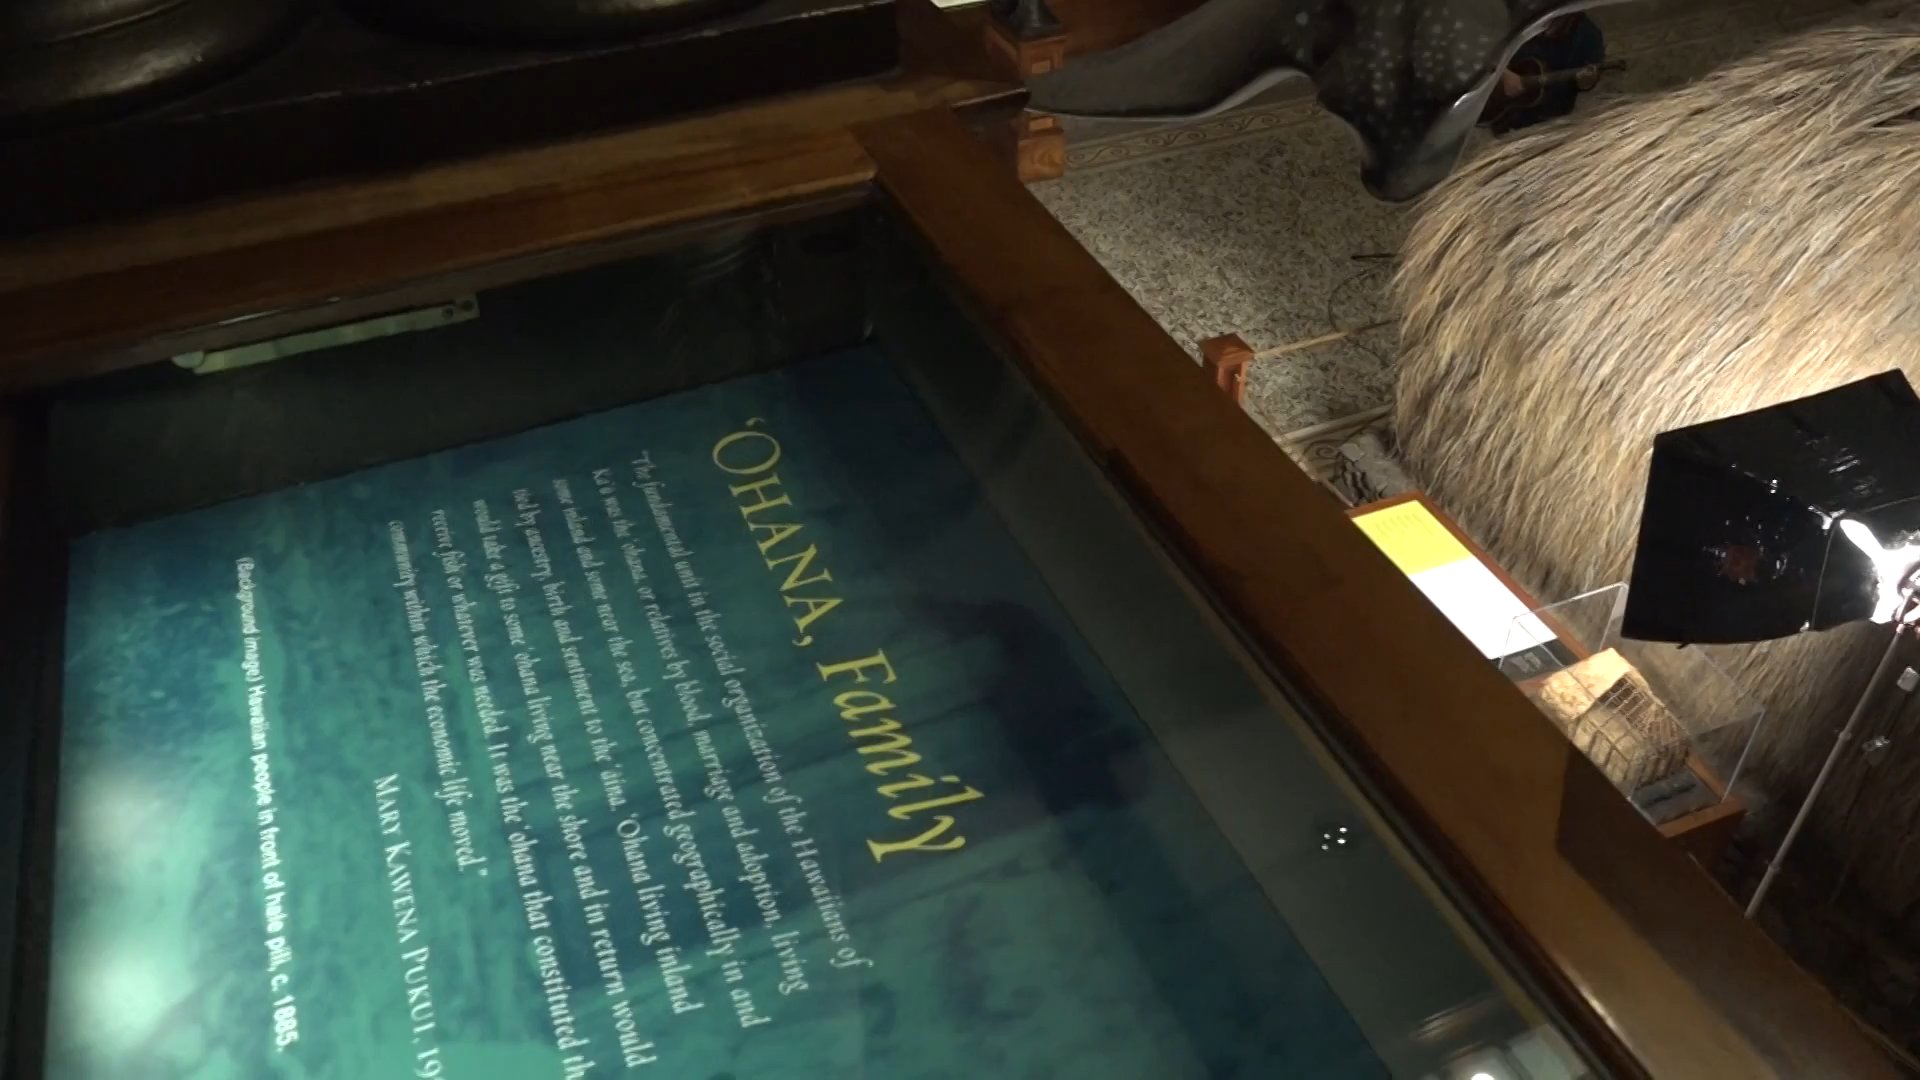 ʻOHANA, Family
"The fundamental unit in the social organization of the Hawaiians of
Kaʻū was the ʻohana, or relatives by blood, marriage and adoption, living
some inland and some near the sea, but concentrated geographically in and
tied by ancestry, birth and sentiment to the ʻāina. ʻOhana living inland
would take a gift to some ʻohana living near the shore and in return would
receive fish or whatever was needed. It was the ʻohana that constituted th
community within which the economic life moved."
MARY KAWENA PUKUI, 19
(Background image) Hawaiian people in front of hale pili, c. 1885.